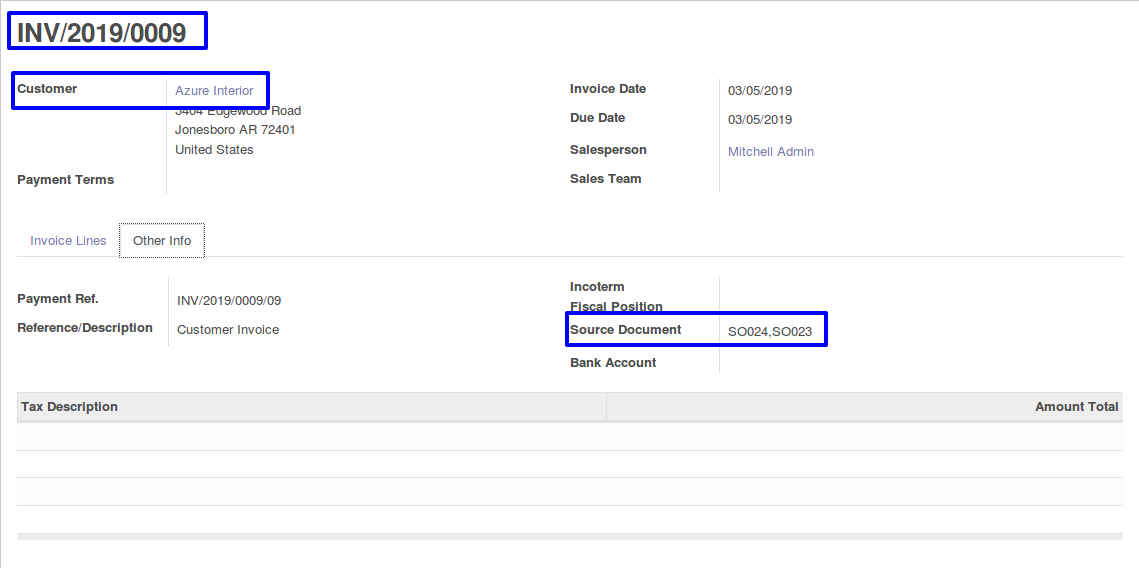 INV/2019/0009
Customer Azure Interior
3404 Edgewood Road
Jonesboro AR 72401
United States
Payment Terms
Invoice Date 03/05/2019
Due Date 03/05/2019
Salesperson Mitchell Admin
Sales Team
Invoice Lines Other Info
Payment Ref. INV/2019/0009/09
Reference/Description Customer Invoice
Incoterm
Fiscal Position
Source Document SO024,SO023
Bank Account
Tax Description Amount Total